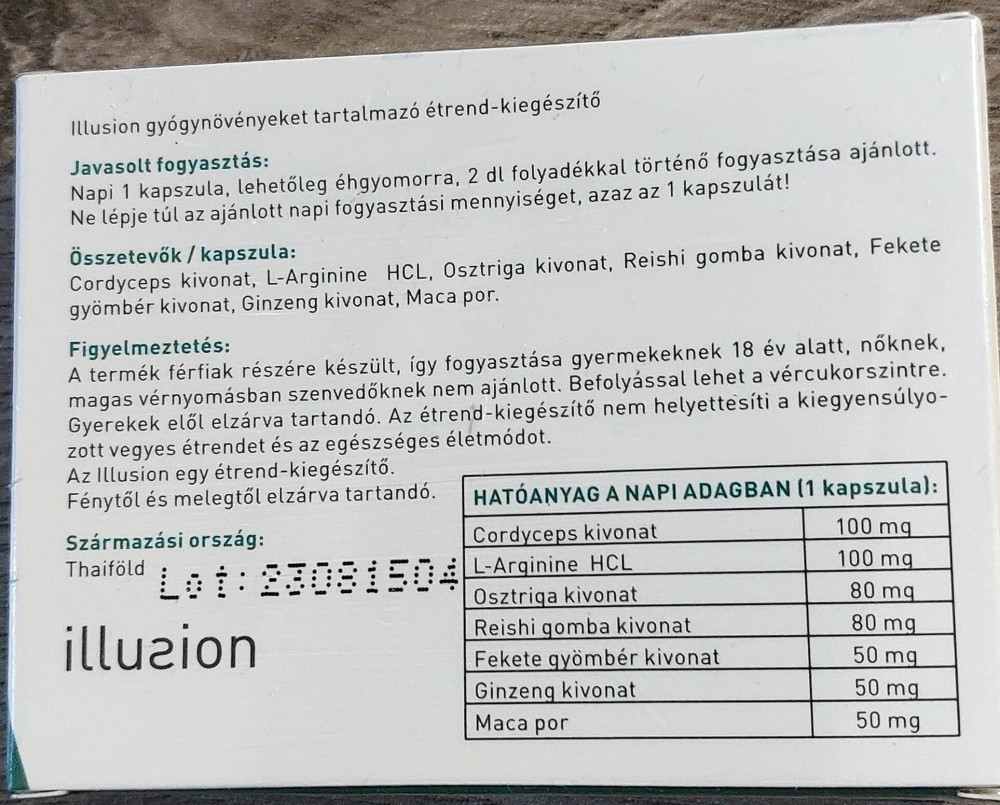 Illusion gyógynövényeket tartalmazó étrend-kiegészítő
Javasolt fogyasztás:
Napi 1 kapszula, lehetőleg éhgyomorra, 2 dl folyadékkal történő fogyasztása ajánlott.
Ne lépje túl az ajánlott napi fogyasztási mennyiséget, azaz az 1 kapszulát!
Összetevők / kapszula:
Cordyceps kivonat, L-Arginine HCL, Osztriga kivonat, Reishi gomba kivonat, Fekete
gyömbér kivonat, Ginzeng kivonat, Maca por.
Figyelmeztetés:
A termék férfiak részére készült, így fogyasztása gyermekeknek 18 év alatt, nőknek,
magas vérnyomásban szenvedőknek nem ajánlott. Befolyással lehet a vércukorszintre.
Gyerekek elől elzárva tartandó. Az étrend-kiegészítő nem helyettesíti a kiegyensúlyo-
zott vegyes étrendet és az egészséges életmódot.
Az Illusion egy étrend-kiegészítő.
Fénytől és melegtől elzárva tartandó.
Származási ország:
Thaiföld
Lot: 23081504
illusion
HATÓANYAG A NAPI ADAGBAN (1 kapszula):
Cordyceps kivonat 100 mg
L-Arginine HCL 100 mg
Osztriga kivonat 80 mg
Reishi gomba kivonat 80 mg
Fekete gyömbér kivonat 50 mg
Ginzeng kivonat 50 mg
Maca por 50 mg